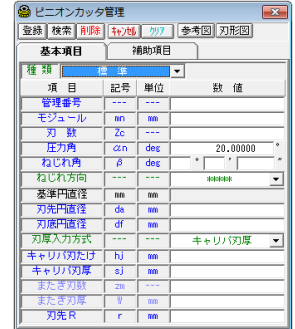 ピニオンカッタ管理
登録 検索 削除 ｷｬﾝｾﾙ ｸﾘｱ 参考図 刃形図
基本項目 補助項目
種 類 標 準
項 目 記号 単位 数 値
管理番号 --- ---
モジュール mn mm
刃 数 Zc ---
圧力角 αn deg 20.00000 °
ねじれ角 β deg ° ' "
ねじれ方向 --- --- *****
基準円直径 mm mm
刃先円直径 da mm
刃底円直径 df mm
刃厚入力方式 --- --- キャリパ刃厚
キャリパ刃たけ hj mm
キャリパ刃厚 sj mm
またぎ刃数 zm ---
またぎ刃厚 W mm
刃先R r mm